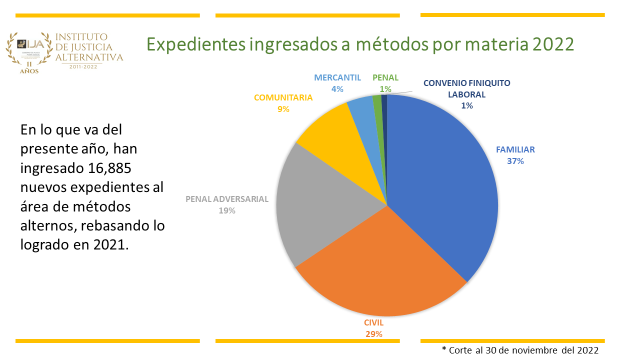 IJA
11
AÑOS
INSTITUTO
DE JUSTICIA
ALTERNATIVA
2011-2022
Expedientes ingresados a métodos por materia 2022
En lo que va del
presente año, han
ingresado 16,885
nuevos expedientes al
área de métodos
alternos, rebasando lo
logrado en 2021.
MERCANTIL
4%
PENAL
1%
CONVENIO FINIQUITO
LABORAL
1%
COMUNITARIA
9%
FAMILIAR
37%
PENAL ADVERSARIAL
19%
CIVIL
29%
* Corte al 30 de noviembre del 2022